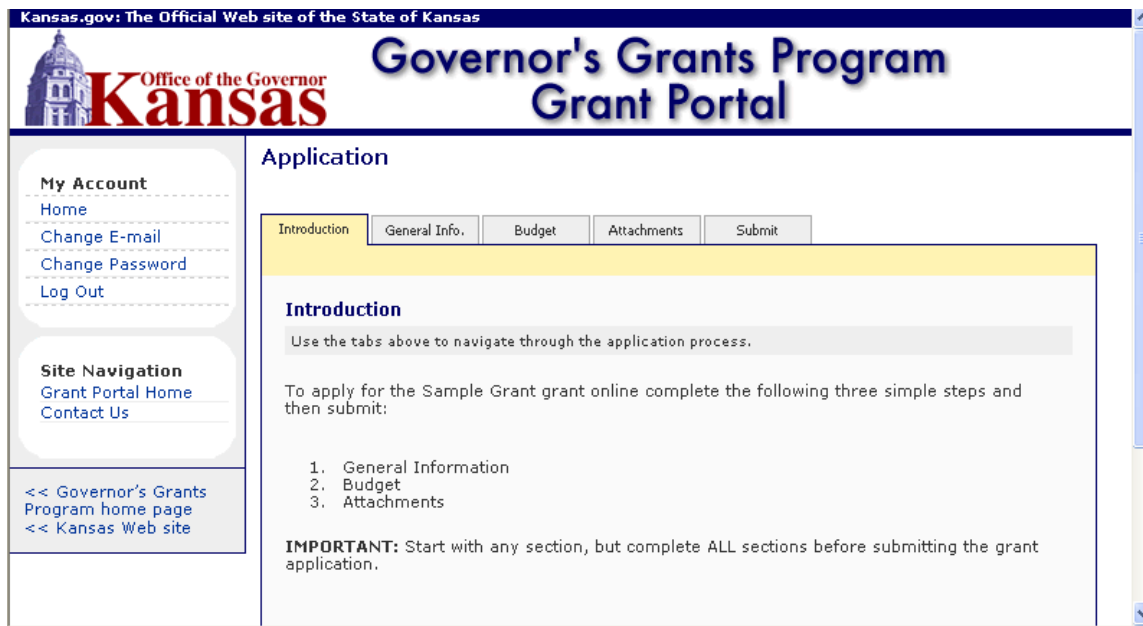 Kansas.gov: The Official Web site of the State of Kansas
Office of the Governor
Kansas
Governor's Grants Program
Grant Portal
My Account
Home
Change E-mail
Change Password
Log Out
Site Navigation
Grant Portal Home
Contact Us
<< Governor's Grants
Program home page
<< Kansas Web site
Application
Introduction General Info. Budget Attachments Submit
Introduction
Use the tabs above to navigate through the application process.
To apply for the Sample Grant grant online complete the following three simple steps and
then submit:
1. General Information
2. Budget
3. Attachments
IMPORTANT: Start with any section, but complete ALL sections before submitting the grant
application.